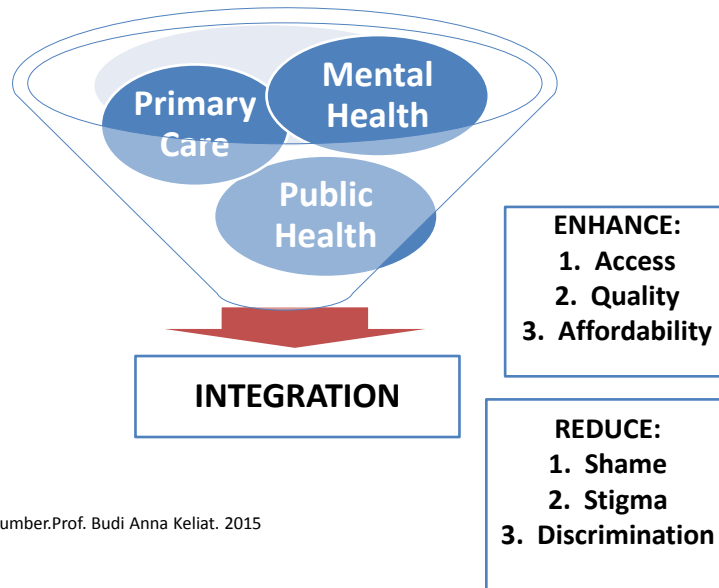 Primary
Care
Mental
Health
Public
Health
INTEGRATION
ENHANCE:
1. Access
2. Quality
3. Affordability
REDUCE:
1. Shame
2. Stigma
3. Discrimination
umber.Prof. Budi Anna Keliat. 2015